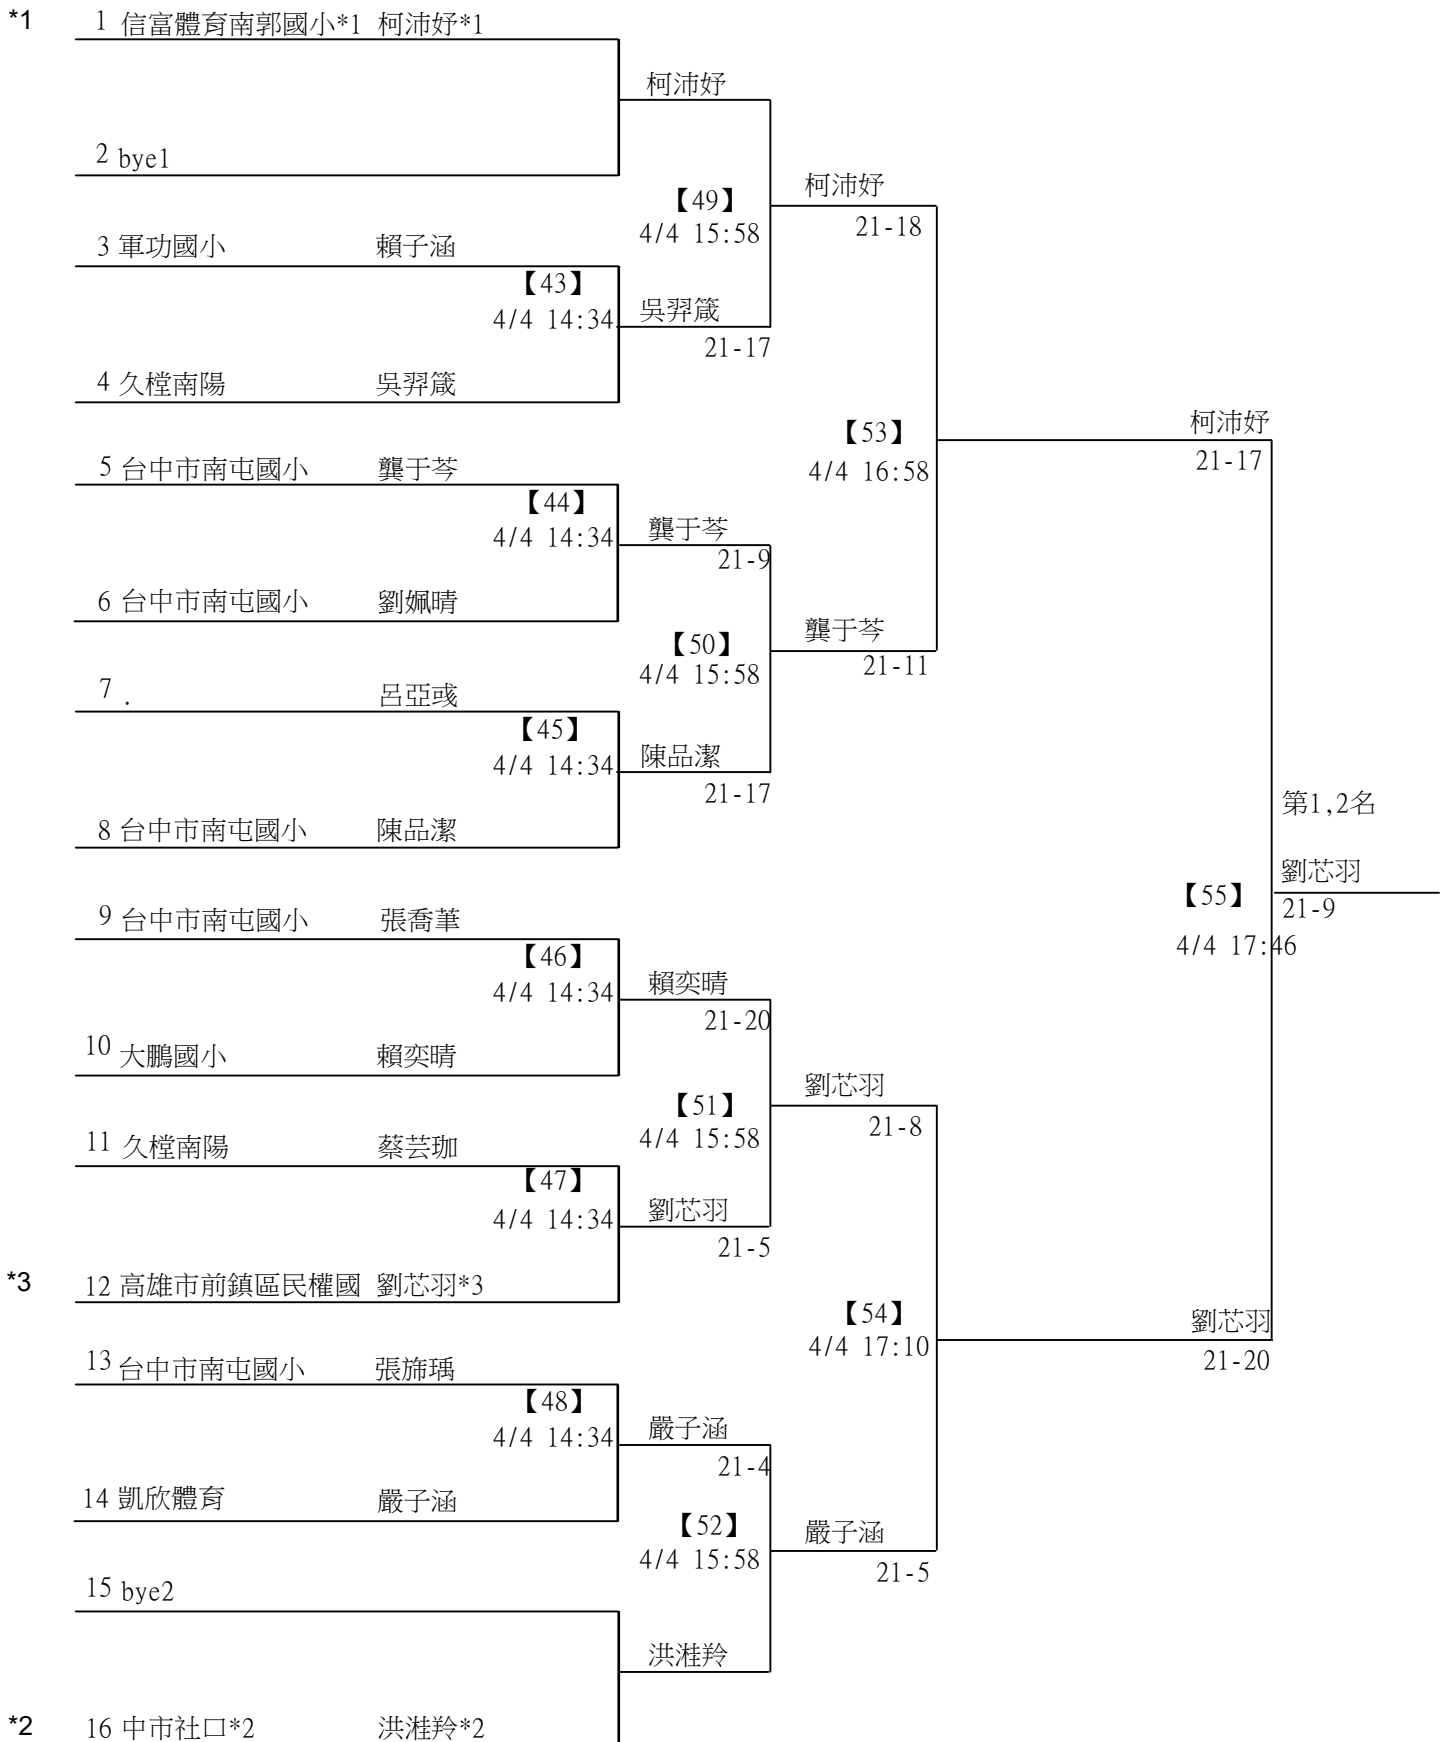 *1 1 信富體育南郭國小*1 柯沛妤*1
柯沛妤
2 bye1
柯沛妤
【49】
21-18
4/4 15:58
3 軍功國小 賴子涵
【43】
吳羿箴
4/4 14:34
21-17
4 久樘南陽 吳羿箴
柯沛妤
【53】
21-17
4/4 16:58
5 台中市南屯國小 龔于芩
【44】
龔于芩
4/4 14:34
21-9
6 台中市南屯國小 劉姵晴
龔于芩
【50】
21-11
4/4 15:58
7 . 呂亞彧
【45】
陳品潔
4/4 14:34
21-17
第1,2名
8 台中市南屯國小 陳品潔
劉芯羽
【55】
21-9
4/4 17:46
9 台中市南屯國小 張喬葦
【46】
賴奕晴
4/4 14:34
21-20
10 大鵬國小 賴奕晴
劉芯羽
【51】
21-8
4/4 15:58
11 久樘南陽 蔡芸珈
【47】
劉芯羽
4/4 14:34
21-5
*3 12 高雄市前鎮區民權國 劉芯羽*3
【54】
劉芯羽
4/4 17:10
21-20
13 台中市南屯國小 張旆瑀
【48】
嚴子涵
4/4 14:34
21-4
14 凱欣體育 嚴子涵
【52】
嚴子涵
4/4 15:58
21-5
15 bye2
洪溎羚
*2 16 中市社口*2 洪溎羚*2